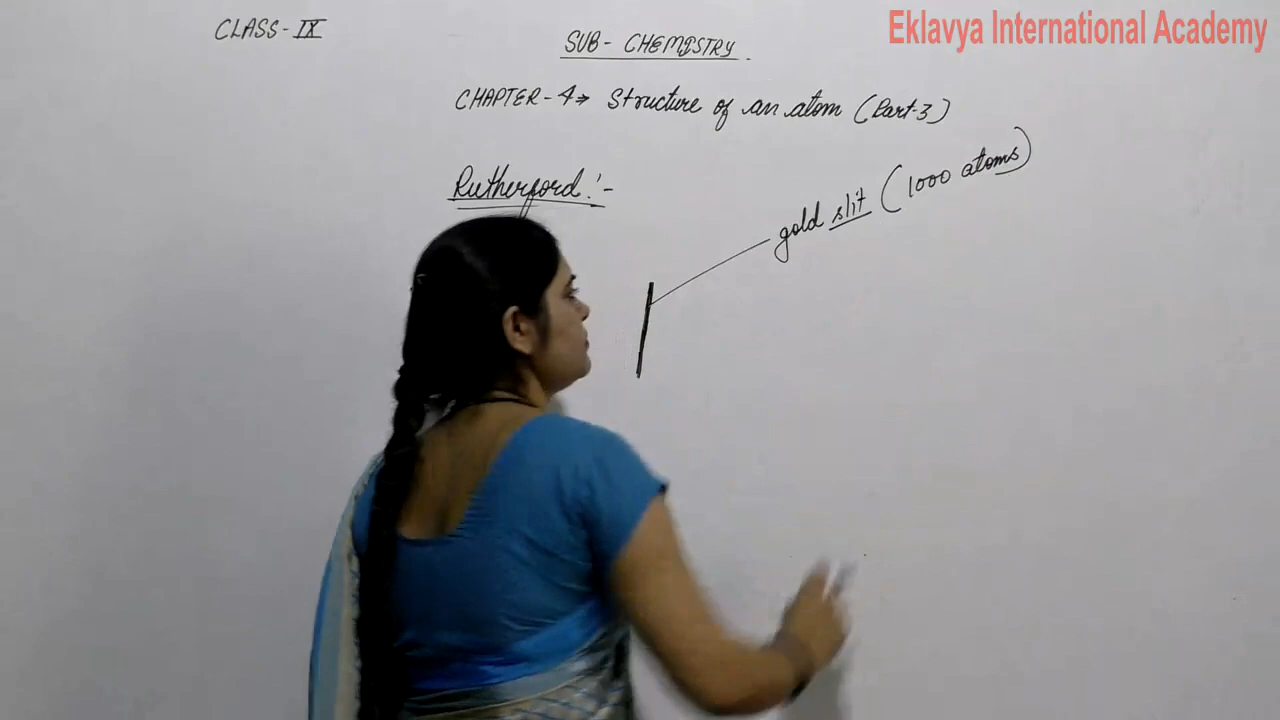 Eklavya International Academy
CLASS - IX
SUB - CHEMISTRY.
CHAPTER - 4 → Structure of an atom (Part-3)
Rutherford :-
gold slit (1000 atoms)